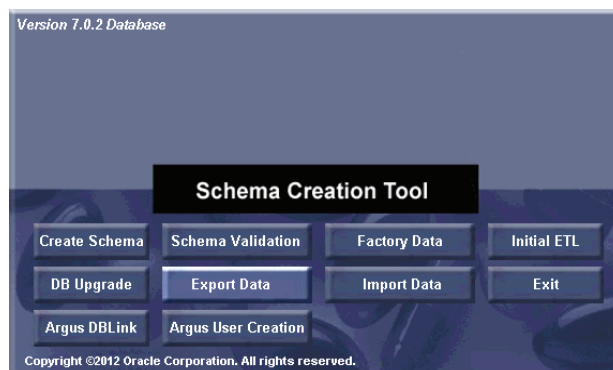 Version 7.0.2 Database
Schema Creation Tool
Create Schema Schema Validation Factory Data Initial ETL
DB Upgrade Export Data Import Data Exit
Argus DBLink Argus User Creation
Copyright ©2012 Oracle Corporation. All rights reserved.